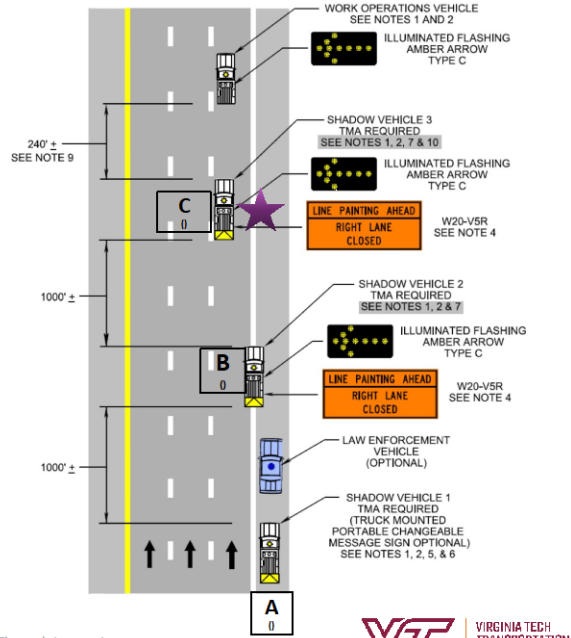 WORK OPERATIONS VEHICLE
SEE NOTES 1 AND 2
ILLUMINATED FLASHING
AMBER ARROW
TYPE C
240' ±
SEE NOTE 9
SHADOW VEHICLE 3
TMA REQUIRED
SEE NOTES 1, 2, 7 & 10
ILLUMINATED FLASHING
AMBER ARROW
TYPE C
C
()
LINE PAINTING AHEAD
RIGHT LANE
CLOSED
W20-V5R
SEE NOTE 4
1000' ±
SHADOW VEHICLE 2
TMA REQUIRED
SEE NOTES 1, 2 & 7
ILLUMINATED FLASHING
AMBER ARROW
TYPE C
B
()
LINE PAINTING AHEAD
RIGHT LANE
CLOSED
W20-V5R
SEE NOTE 4
LAW ENFORCEMENT
VEHICLE
(OPTIONAL)
1000' ±
SHADOW VEHICLE 1
TMA REQUIRED
(TRUCK MOUNTED
PORTABLE CHANGEABLE
MESSAGE SIGN OPTIONAL)
SEE NOTES 1, 2, 5, & 6
A
()
VIRGINIA TECH